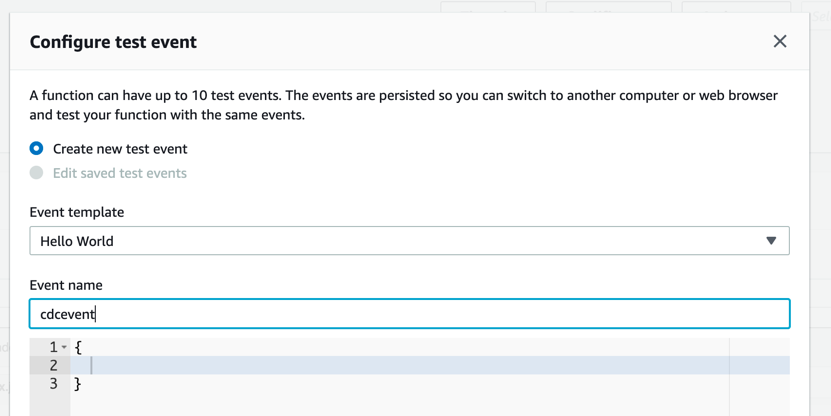 Configure test event
A function can have up to 10 test events. The events are persisted so you can switch to another computer or web browser
and test your function with the same events.
Create new test event
Edit saved test events
Event template
Hello World
Event name
cdcevent
1 {
2
3 }